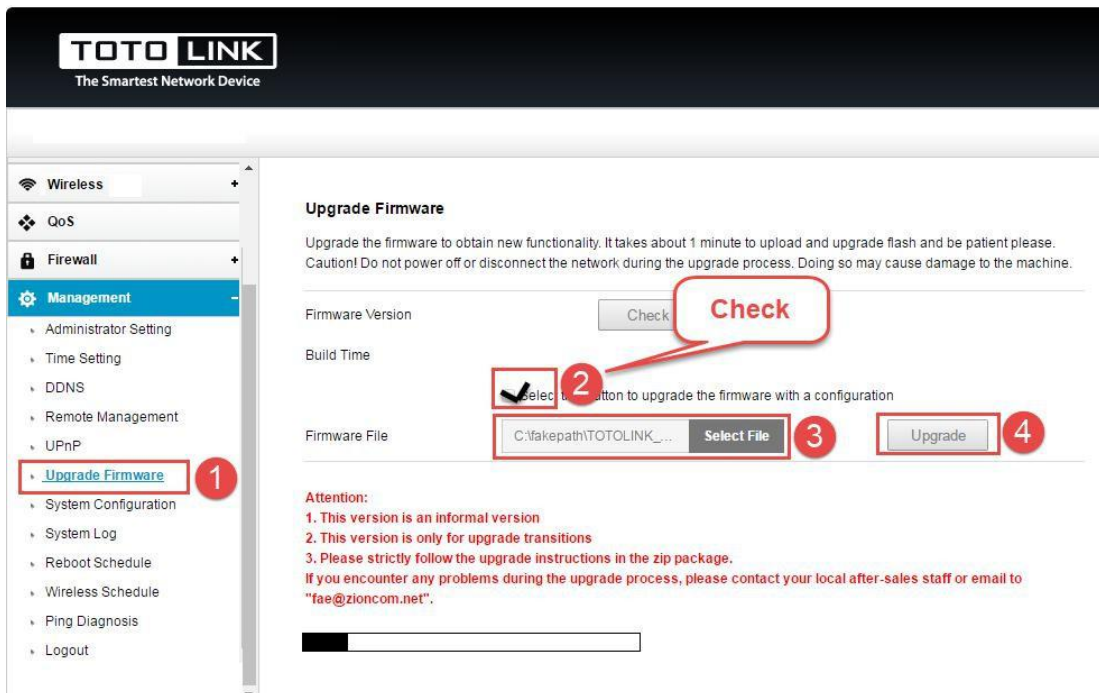 TOTO LINK
The Smartest Network Device
Wireless
QoS
Firewall
Management
Administrator Setting
Time Setting
DDNS
Remote Management
UPnP
Upgrade Firmware
1
System Configuration
System Log
Reboot Schedule
Wireless Schedule
Ping Diagnosis
Logout
Upgrade Firmware
Upgrade the firmware to obtain new functionality. It takes about 1 minute to upload and upgrade flash and be patient please.
Caution! Do not power off or disconnect the network during the upgrade process. Doing so may cause damage to the machine.
Firmware Version
Check
Check
Build Time
2
Select button to upgrade the firmware with a configuration
Firmware File
C:\fakepath\TOTOLINK_...
Select File
3
Upgrade
4
Attention:
1. This version is an informal version
2. This version is only for upgrade transitions
3. Please strictly follow the upgrade instructions in the zip package.
If you encounter any problems during the upgrade process, please contact your local after-sales staff or email to
"fae@zioncom.net".